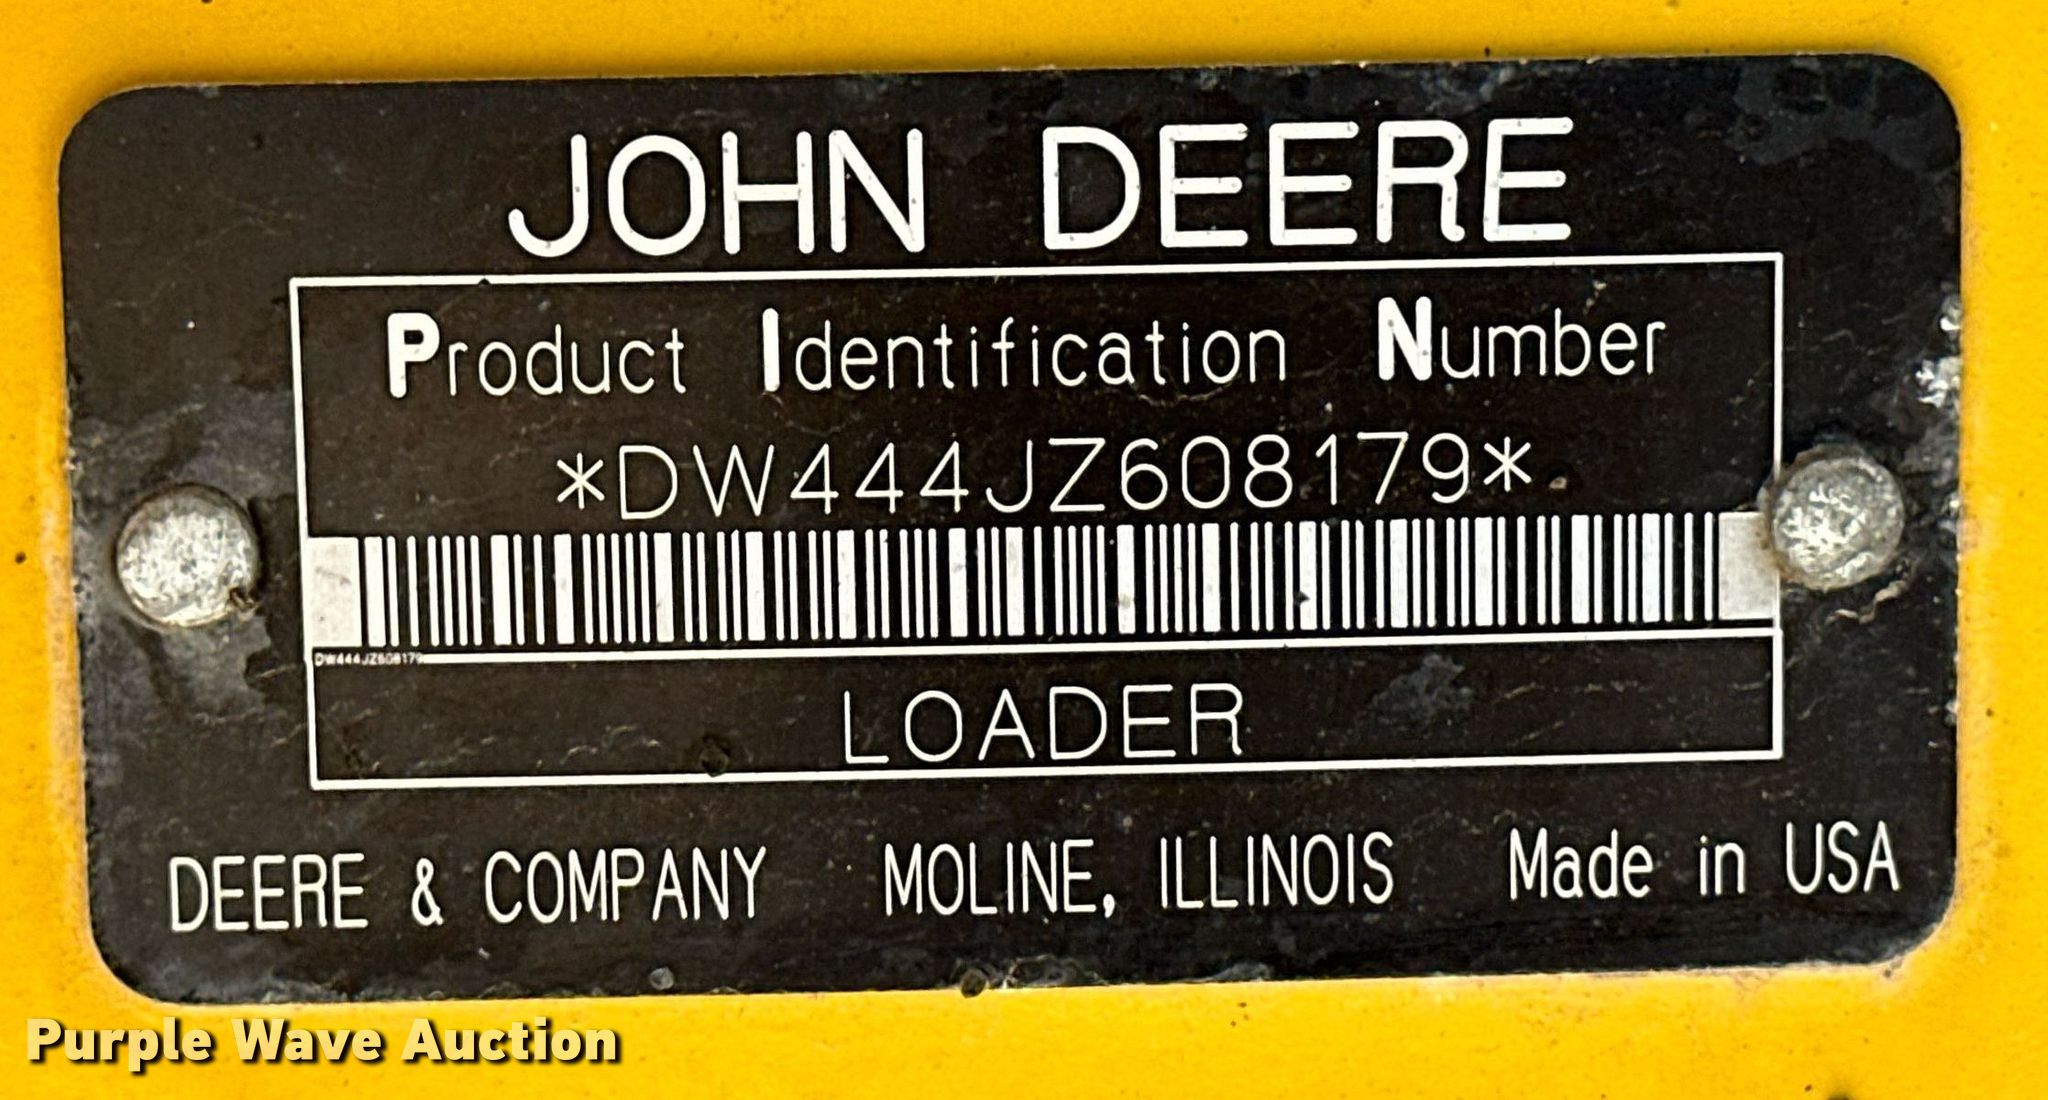 JOHN DEERE
Product Identification Number
*DW444JZ608179*
DW444JZ608179
LOADER
DEERE & COMPANY MOLINE, ILLINOIS Made in USA
Purple Wave Auction